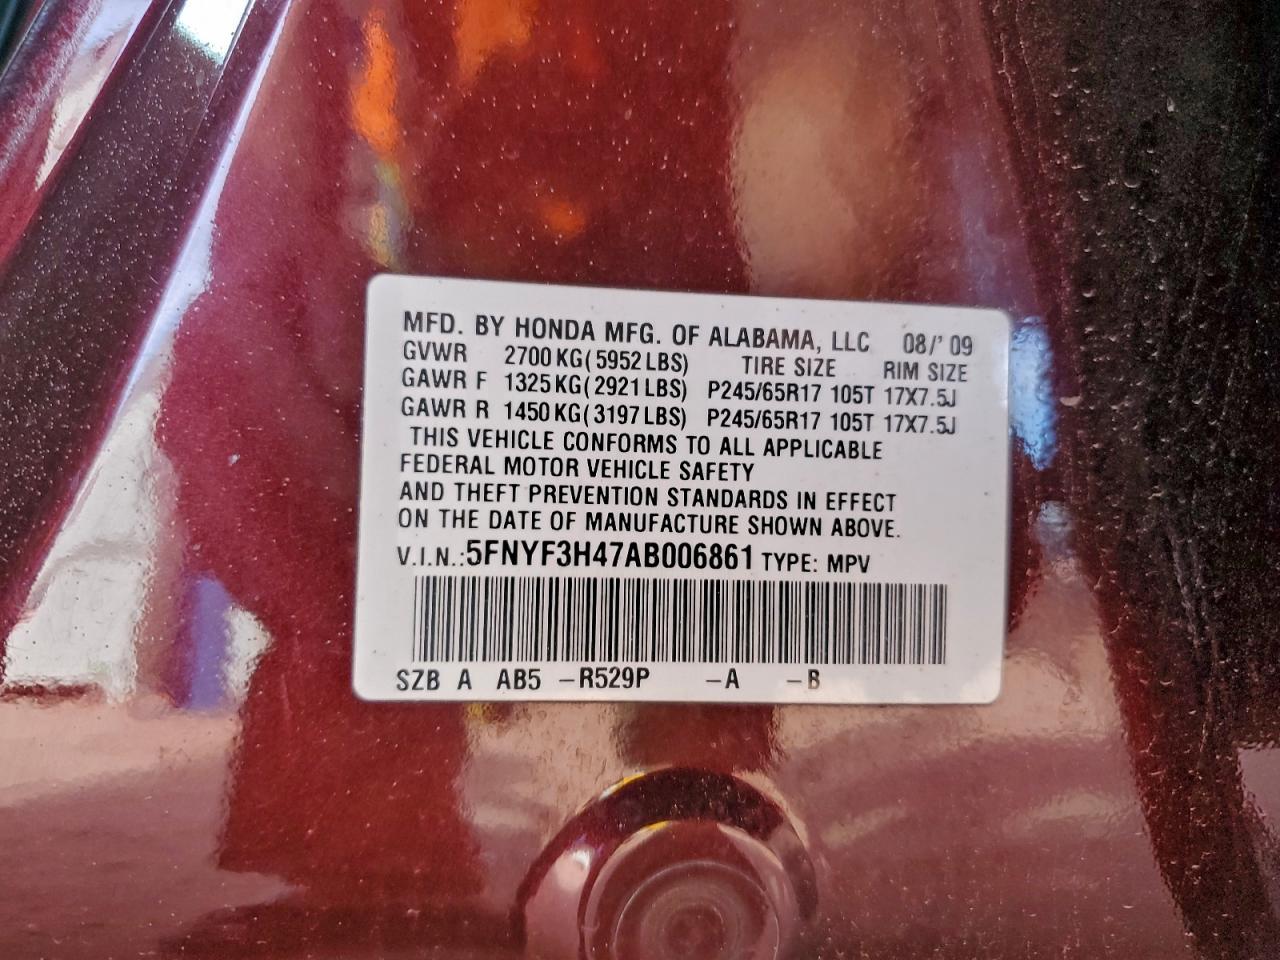 MFD. BY HONDA MFG. OF ALABAMA, LLC 08/'09
GVWR 2700 KG(5952 LBS) TIRE SIZE RIM SIZE
GAWR F 1325 KG(2921 LBS) P245/65R17 105T 17X7.5J
GAWR R 1450 KG(3197 LBS) P245/65R17 105T 17X7.5J
THIS VEHICLE CONFORMS TO ALL APPLICABLE
FEDERAL MOTOR VEHICLE SAFETY
AND THEFT PREVENTION STANDARDS IN EFFECT
ON THE DATE OF MANUFACTURE SHOWN ABOVE.
V.I.N.:5FNYF3H47AB006861 TYPE: MPV
SZB A AB5 -R529P -A -B